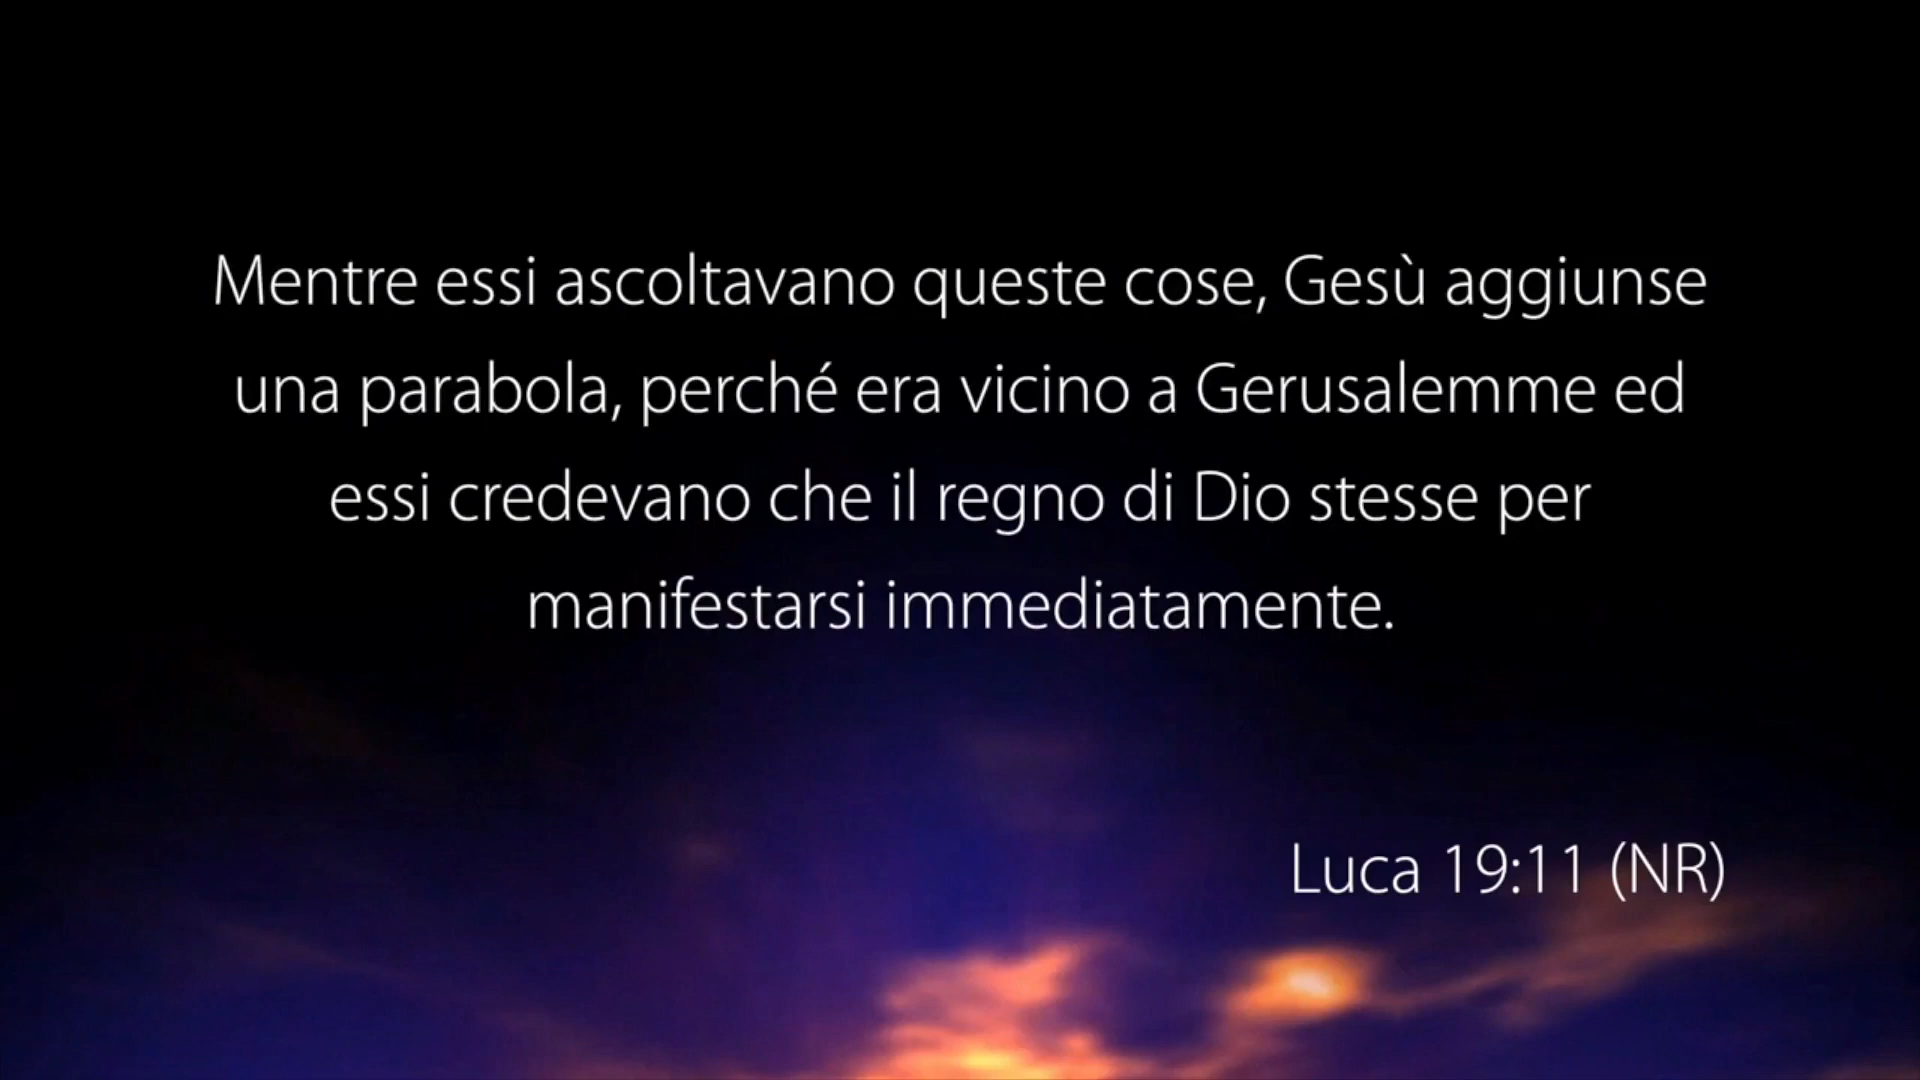 Mentre essi ascoltavano queste cose, Gesù aggiunse
una parabola, perché era vicino a Gerusalemme ed
essi credevano che il regno di Dio stesse per
manifestarsi immediatamente.
Luca 19:11 (NR)